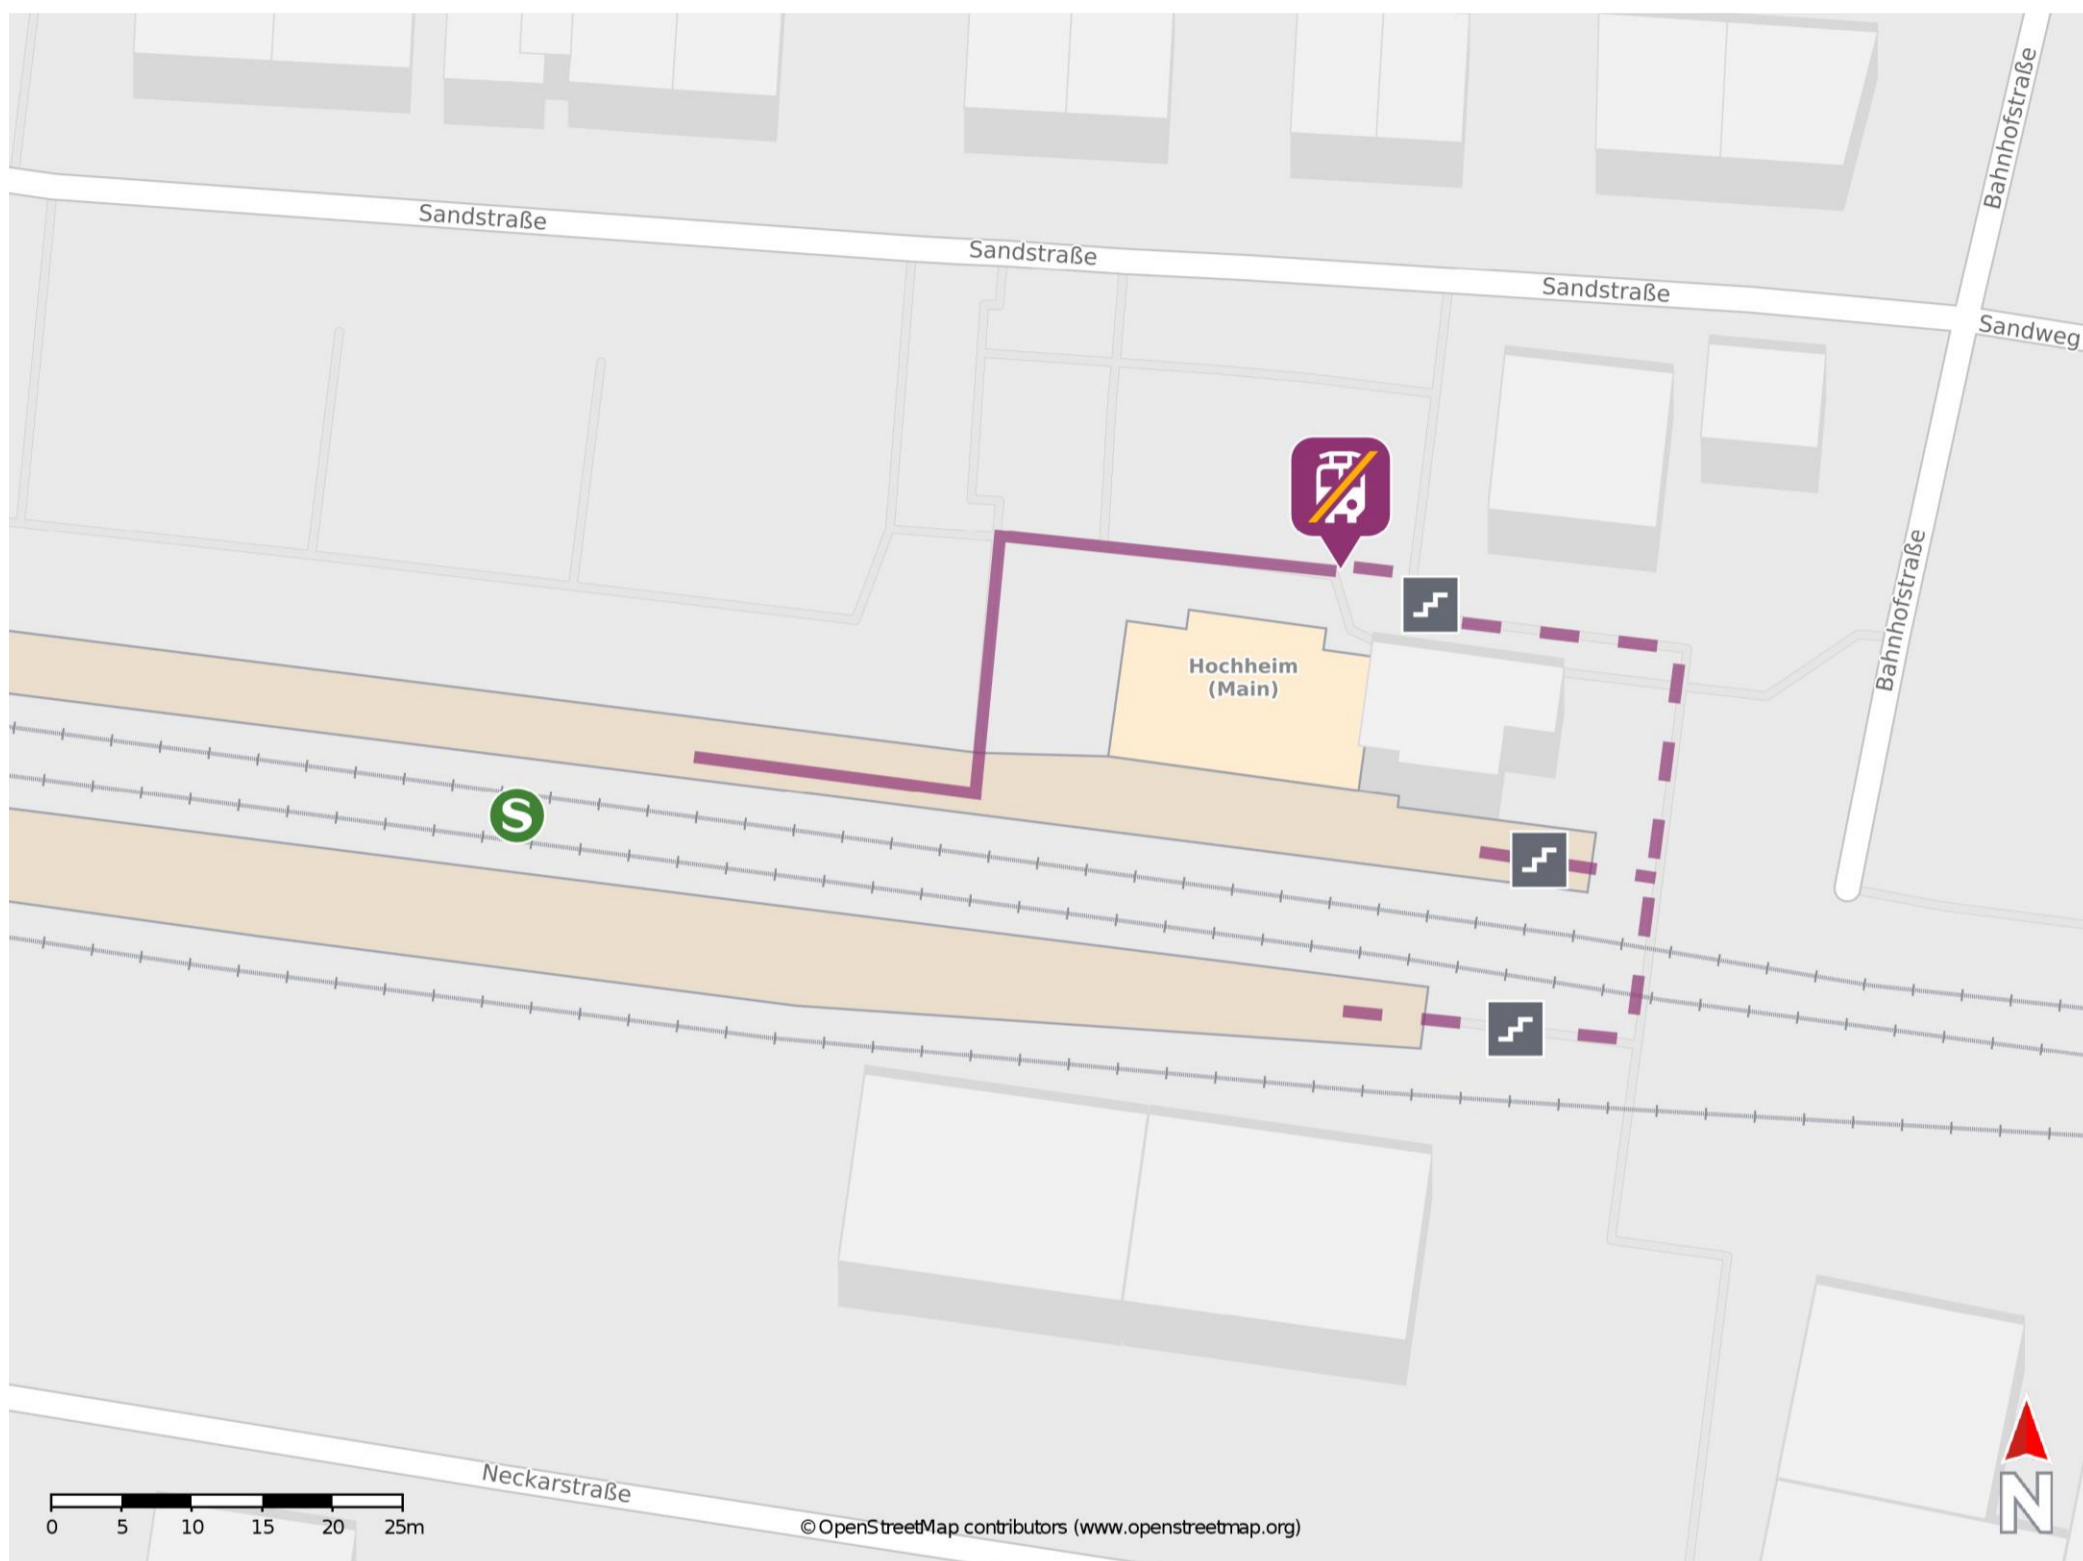 Bahnhofstraße
Sandstraße
Sandstraße
Sandstraße
Sandweg
Bahnhofstraße
Hochheim
(Main)
S
Neckarstraße
0 5 10 15 20 25m
©OpenStreetMap contributors (www.openstreetmap.org)
N